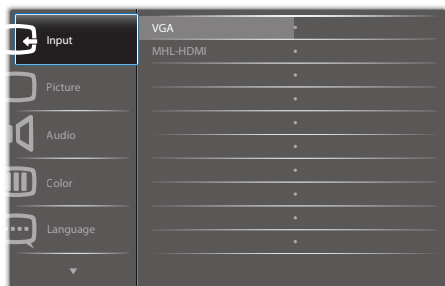 Input
VGA
MHL-HDMI
Picture
Audio
Color
Language